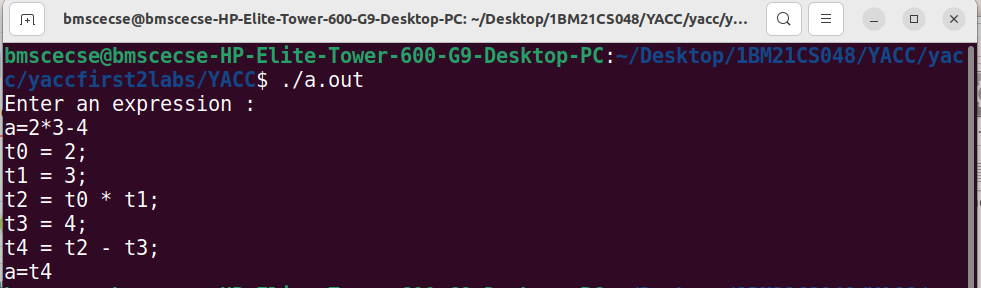 bmscecse@bmscecse-HP-Elite-Tower-600-G9-Desktop-PC: ~/Desktop/1BM21CS048/YACC/yacc/y…
bmscecse@bmscecse-HP-Elite-Tower-600-G9-Desktop-PC:~/Desktop/1BM21CS048/YACC/yac
c/yaccfirst2labs/YACC$ ./a.out
Enter an expression :
a=2*3-4
t0 = 2;
t1 = 3;
t2 = t0 * t1;
t3 = 4;
t4 = t2 - t3;
a=t4